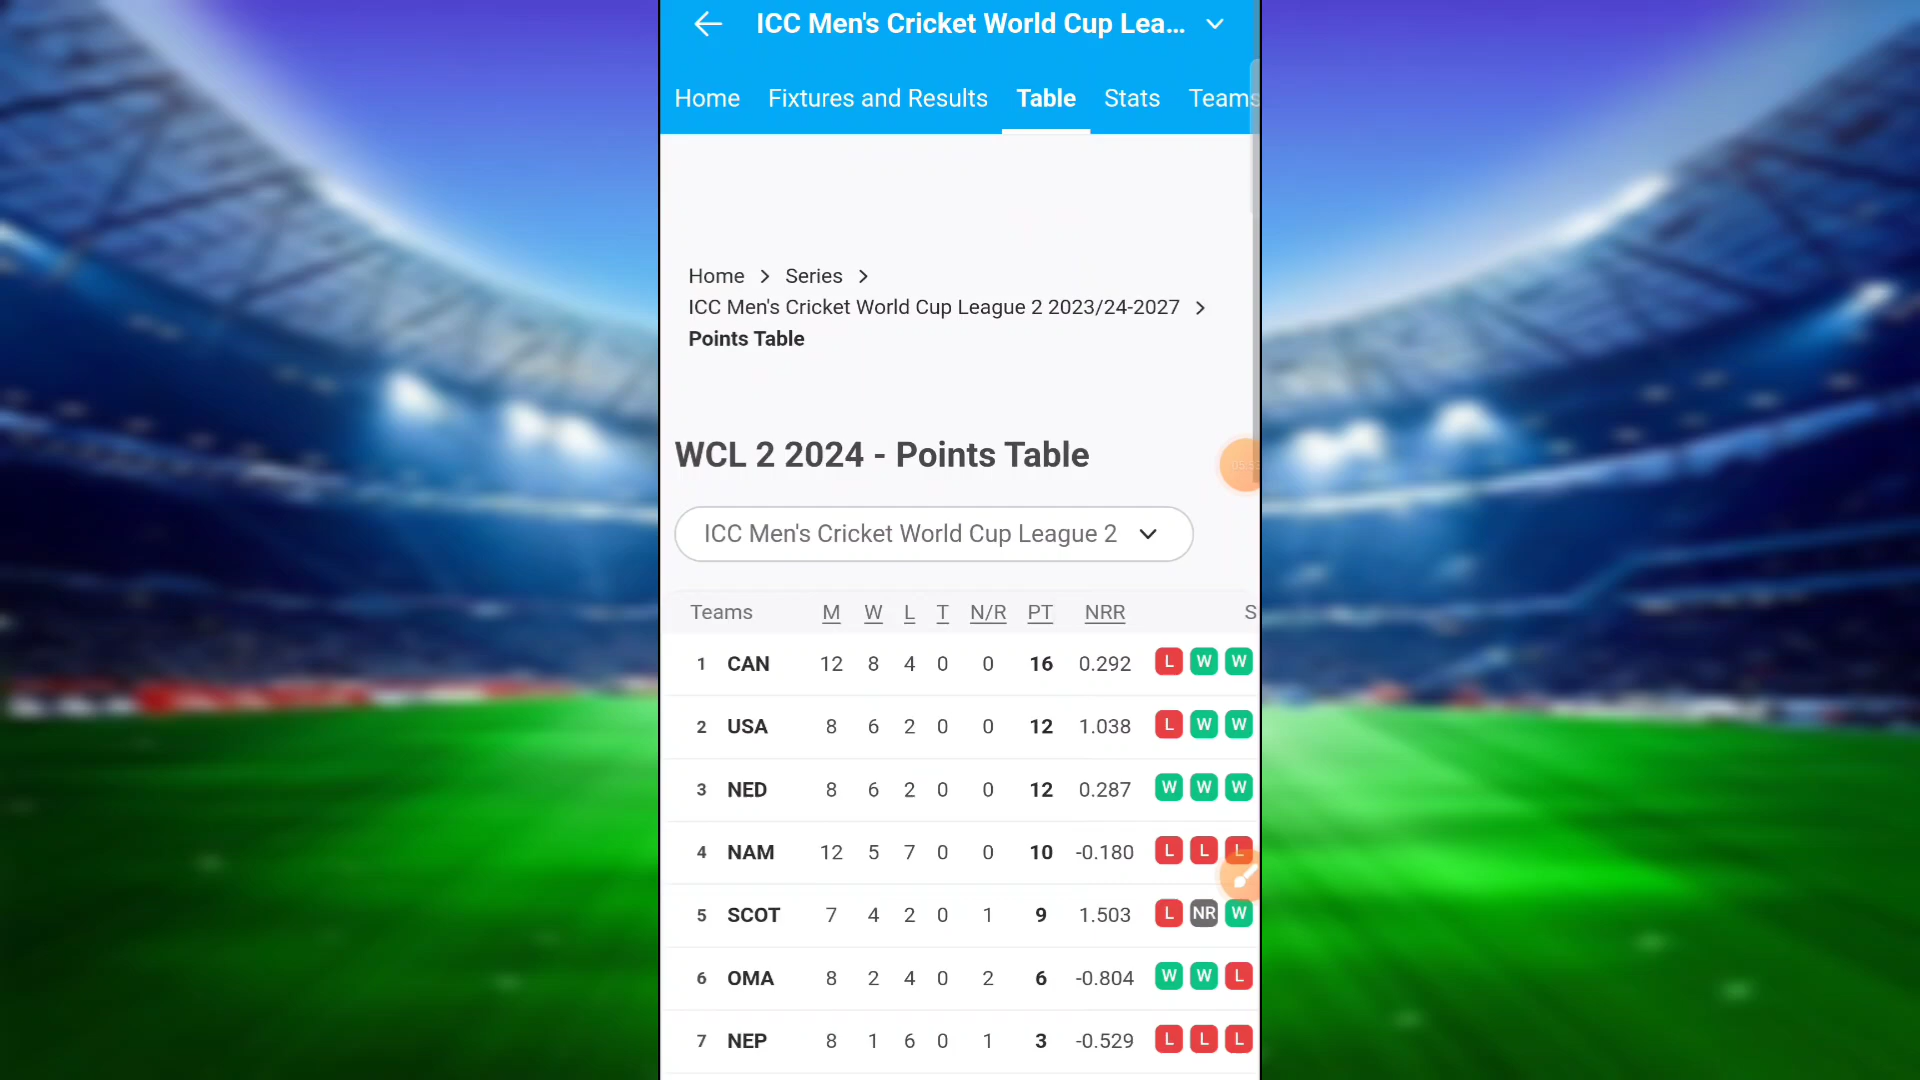 ICC Men's Cricket World Cup Lea...
Home Fixtures and Results Table Stats Teams
Home > Series >
ICC Men's Cricket World Cup League 2 2023/24-2027 >
Points Table
WCL 2 2024 - Points Table
ICC Men's Cricket World Cup League 2
Teams M W L T N/R PT NRR S
1 CAN 12 8 4 0 0 16 0.292 L W W
2 USA 8 6 2 0 0 12 1.038 L W W
3 NED 8 6 2 0 0 12 0.287 W W W
4 NAM 12 5 7 0 0 10 -0.180 L L L
5 SCOT 7 4 2 0 1 9 1.503 L NR W
6 OMA 8 2 4 0 2 6 -0.804 W W L
7 NEP 8 1 6 0 1 3 -0.529 L L L